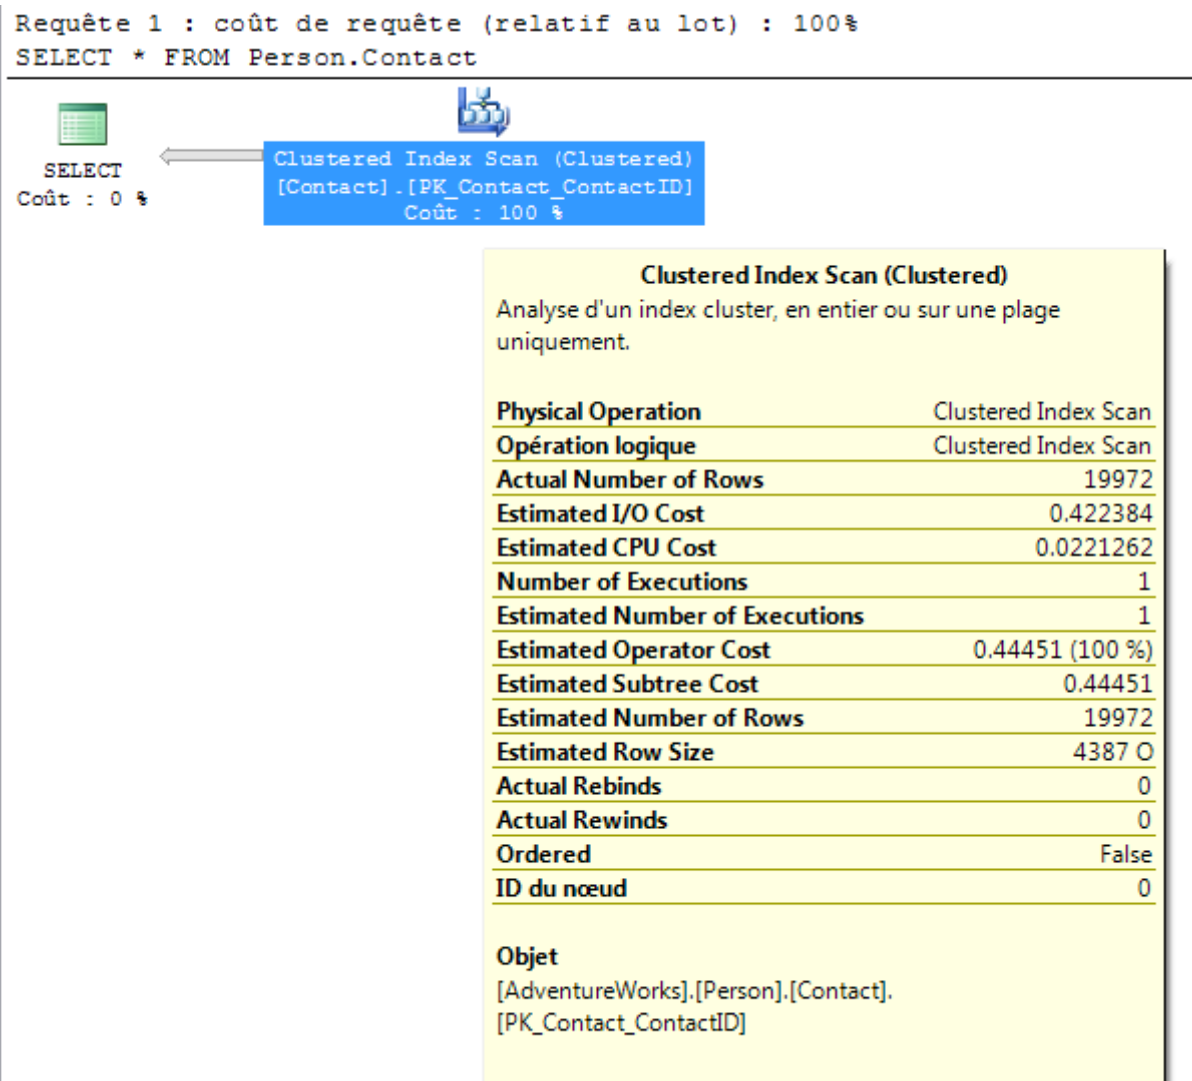 Requête 1 : coût de requête (relatif au lot) : 100%
SELECT * FROM Person.Contact
SELECT
Coût : 0 %
Clustered Index Scan (Clustered)
[Contact].[PK_Contact_ContactID]
Coût : 100 %
Clustered Index Scan (Clustered)
Analyse d'un index cluster, en entier ou sur une plage
uniquement.
Physical Operation Clustered Index Scan
Opération logique Clustered Index Scan
Actual Number of Rows 19972
Estimated I/O Cost 0.422384
Estimated CPU Cost 0.0221262
Number of Executions 1
Estimated Number of Executions 1
Estimated Operator Cost 0.44451 (100 %)
Estimated Subtree Cost 0.44451
Estimated Number of Rows 19972
Estimated Row Size 4387 O
Actual Rebinds 0
Actual Rewinds 0
Ordered False
ID du nœud 0
Objet
[AdventureWorks].[Person].[Contact].
[PK_Contact_ContactID]